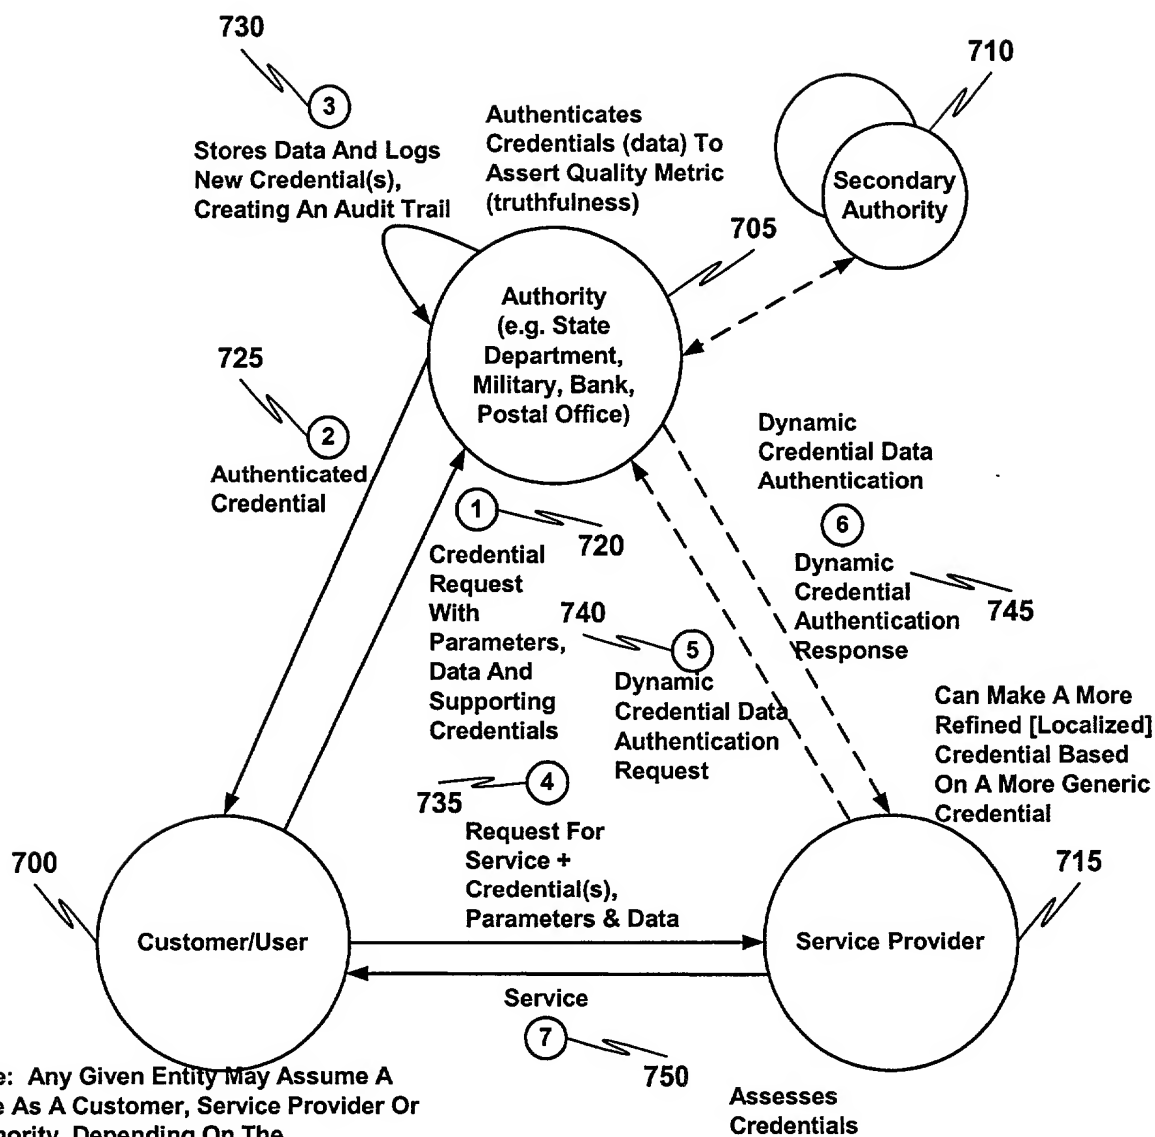 730
710
3
Stores Data And Logs
New Credential(s),
Creating An Audit Trail
Authenticates
Credentials (data) To
Assert Quality Metric
(truthfulness)
Secondary
Authority
705
Authority
(e.g. State
Department,
Military, Bank,
Postal Office)
725
2
Authenticated
Credential
1
720
Credential
Request
With
Parameters,
Data And
Supporting
Credentials
Dynamic
Credential Data
Authentication
6
Dynamic
Credential
Authentication
Response
745
740
5
Dynamic
Credential Data
Authentication
Request
Can Make A More
Refined [Localized]
Credential Based
On A More Generic
Credential
735
4
Request For
Service +
Credential(s),
Parameters & Data
700
715
Customer/User
Service Provider
Service
7
750
e: Any Given Entity May Assume A
e As A Customer, Service Provider Or
hority, Depending On The
Assesses
Credentials